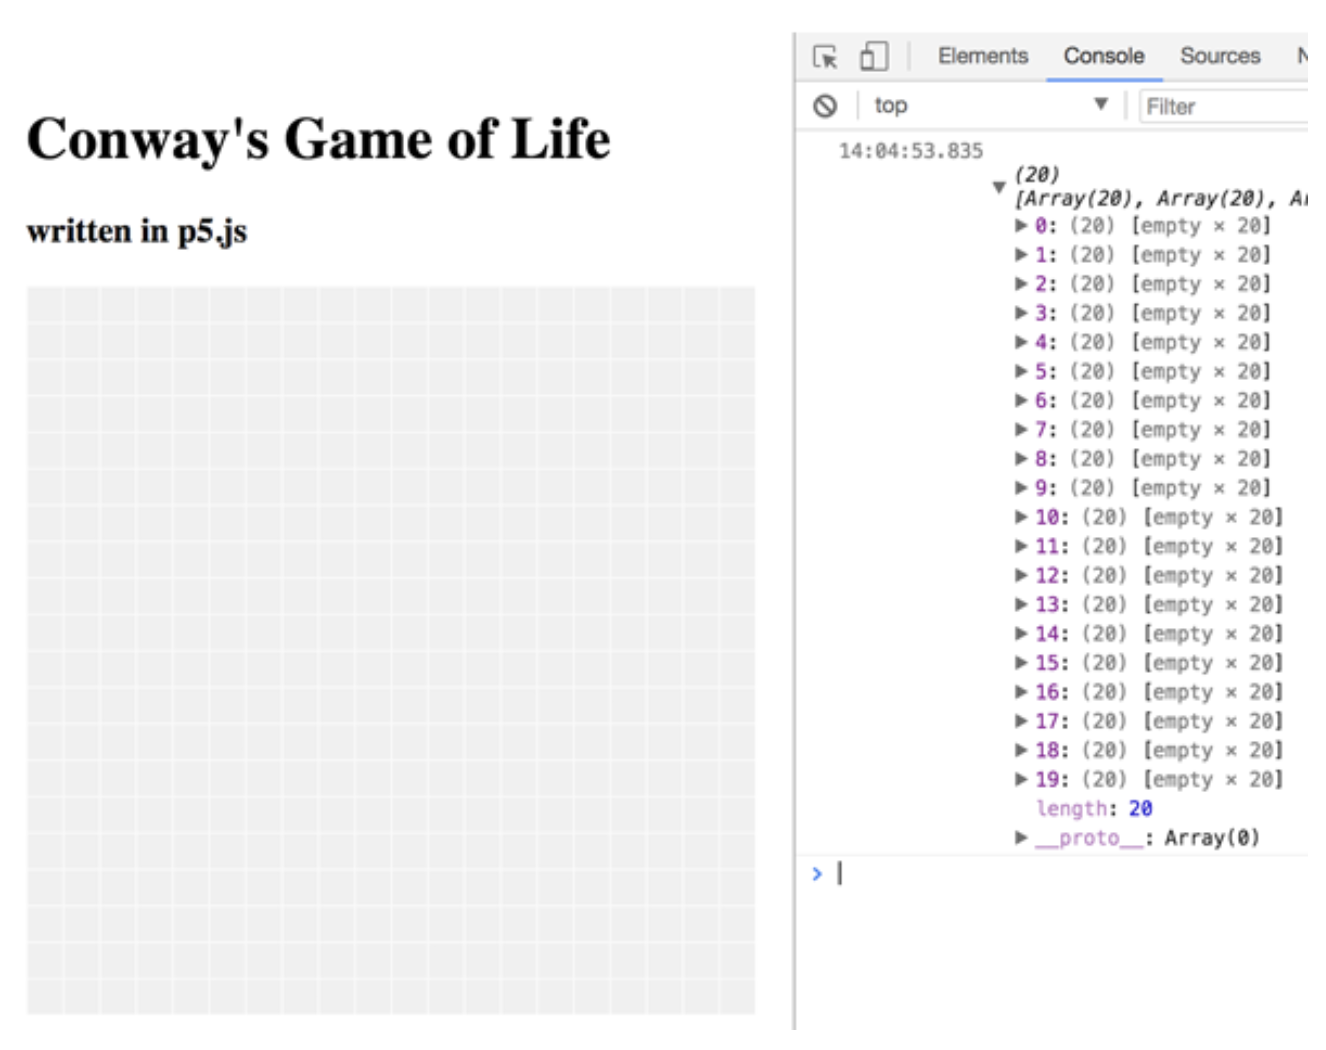 Conway's Game of Life
written in p5.js
Elements Console Sources
top Filter
14:04:53.835
(20)
[Array(20), Array(20),
0: (20) [empty × 20]
1: (20) [empty × 20]
2: (20) [empty × 20]
3: (20) [empty × 20]
4: (20) [empty × 20]
5: (20) [empty × 20]
6: (20) [empty × 20]
7: (20) [empty × 20]
8: (20) [empty × 20]
9: (20) [empty × 20]
10: (20) [empty × 20]
11: (20) [empty × 20]
12: (20) [empty × 20]
13: (20) [empty × 20]
14: (20) [empty × 20]
15: (20) [empty × 20]
16: (20) [empty × 20]
17: (20) [empty × 20]
18: (20) [empty × 20]
19: (20) [empty × 20]
length: 20
__proto__: Array(0)